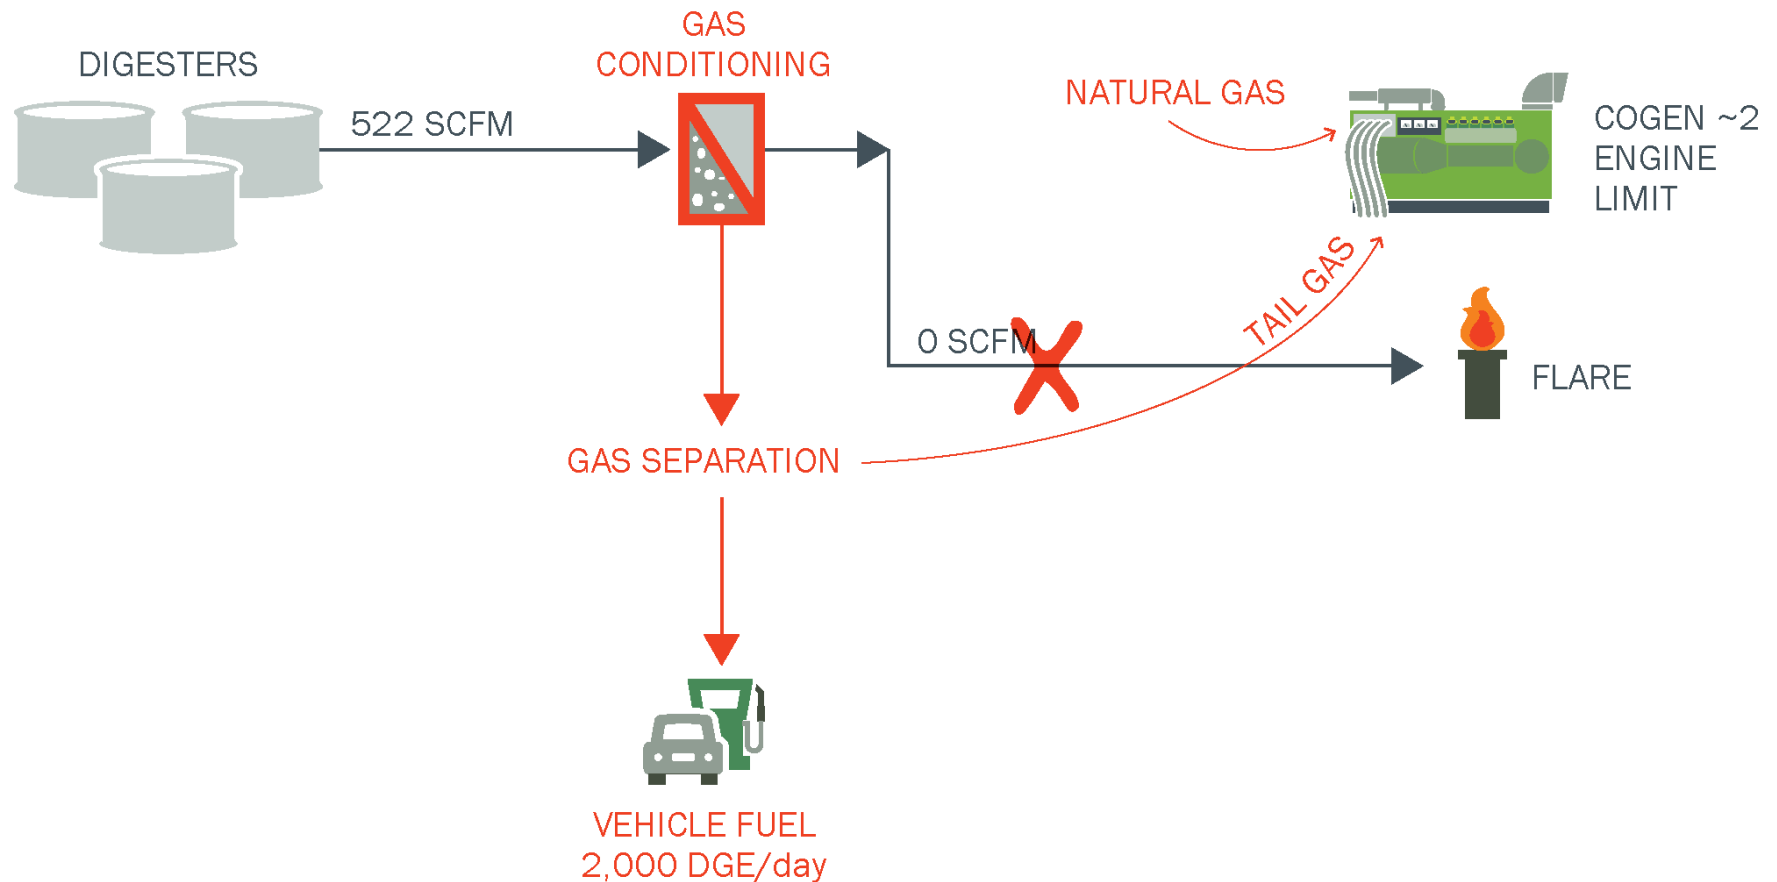 DIGESTERS
522 SCFM
GAS
CONDITIONING
NATURAL GAS
COGEN ~2
ENGINE
LIMIT
TAIL GAS
0 SCFM
FLARE
GAS SEPARATION
VEHICLE FUEL
2,000 DGE/day